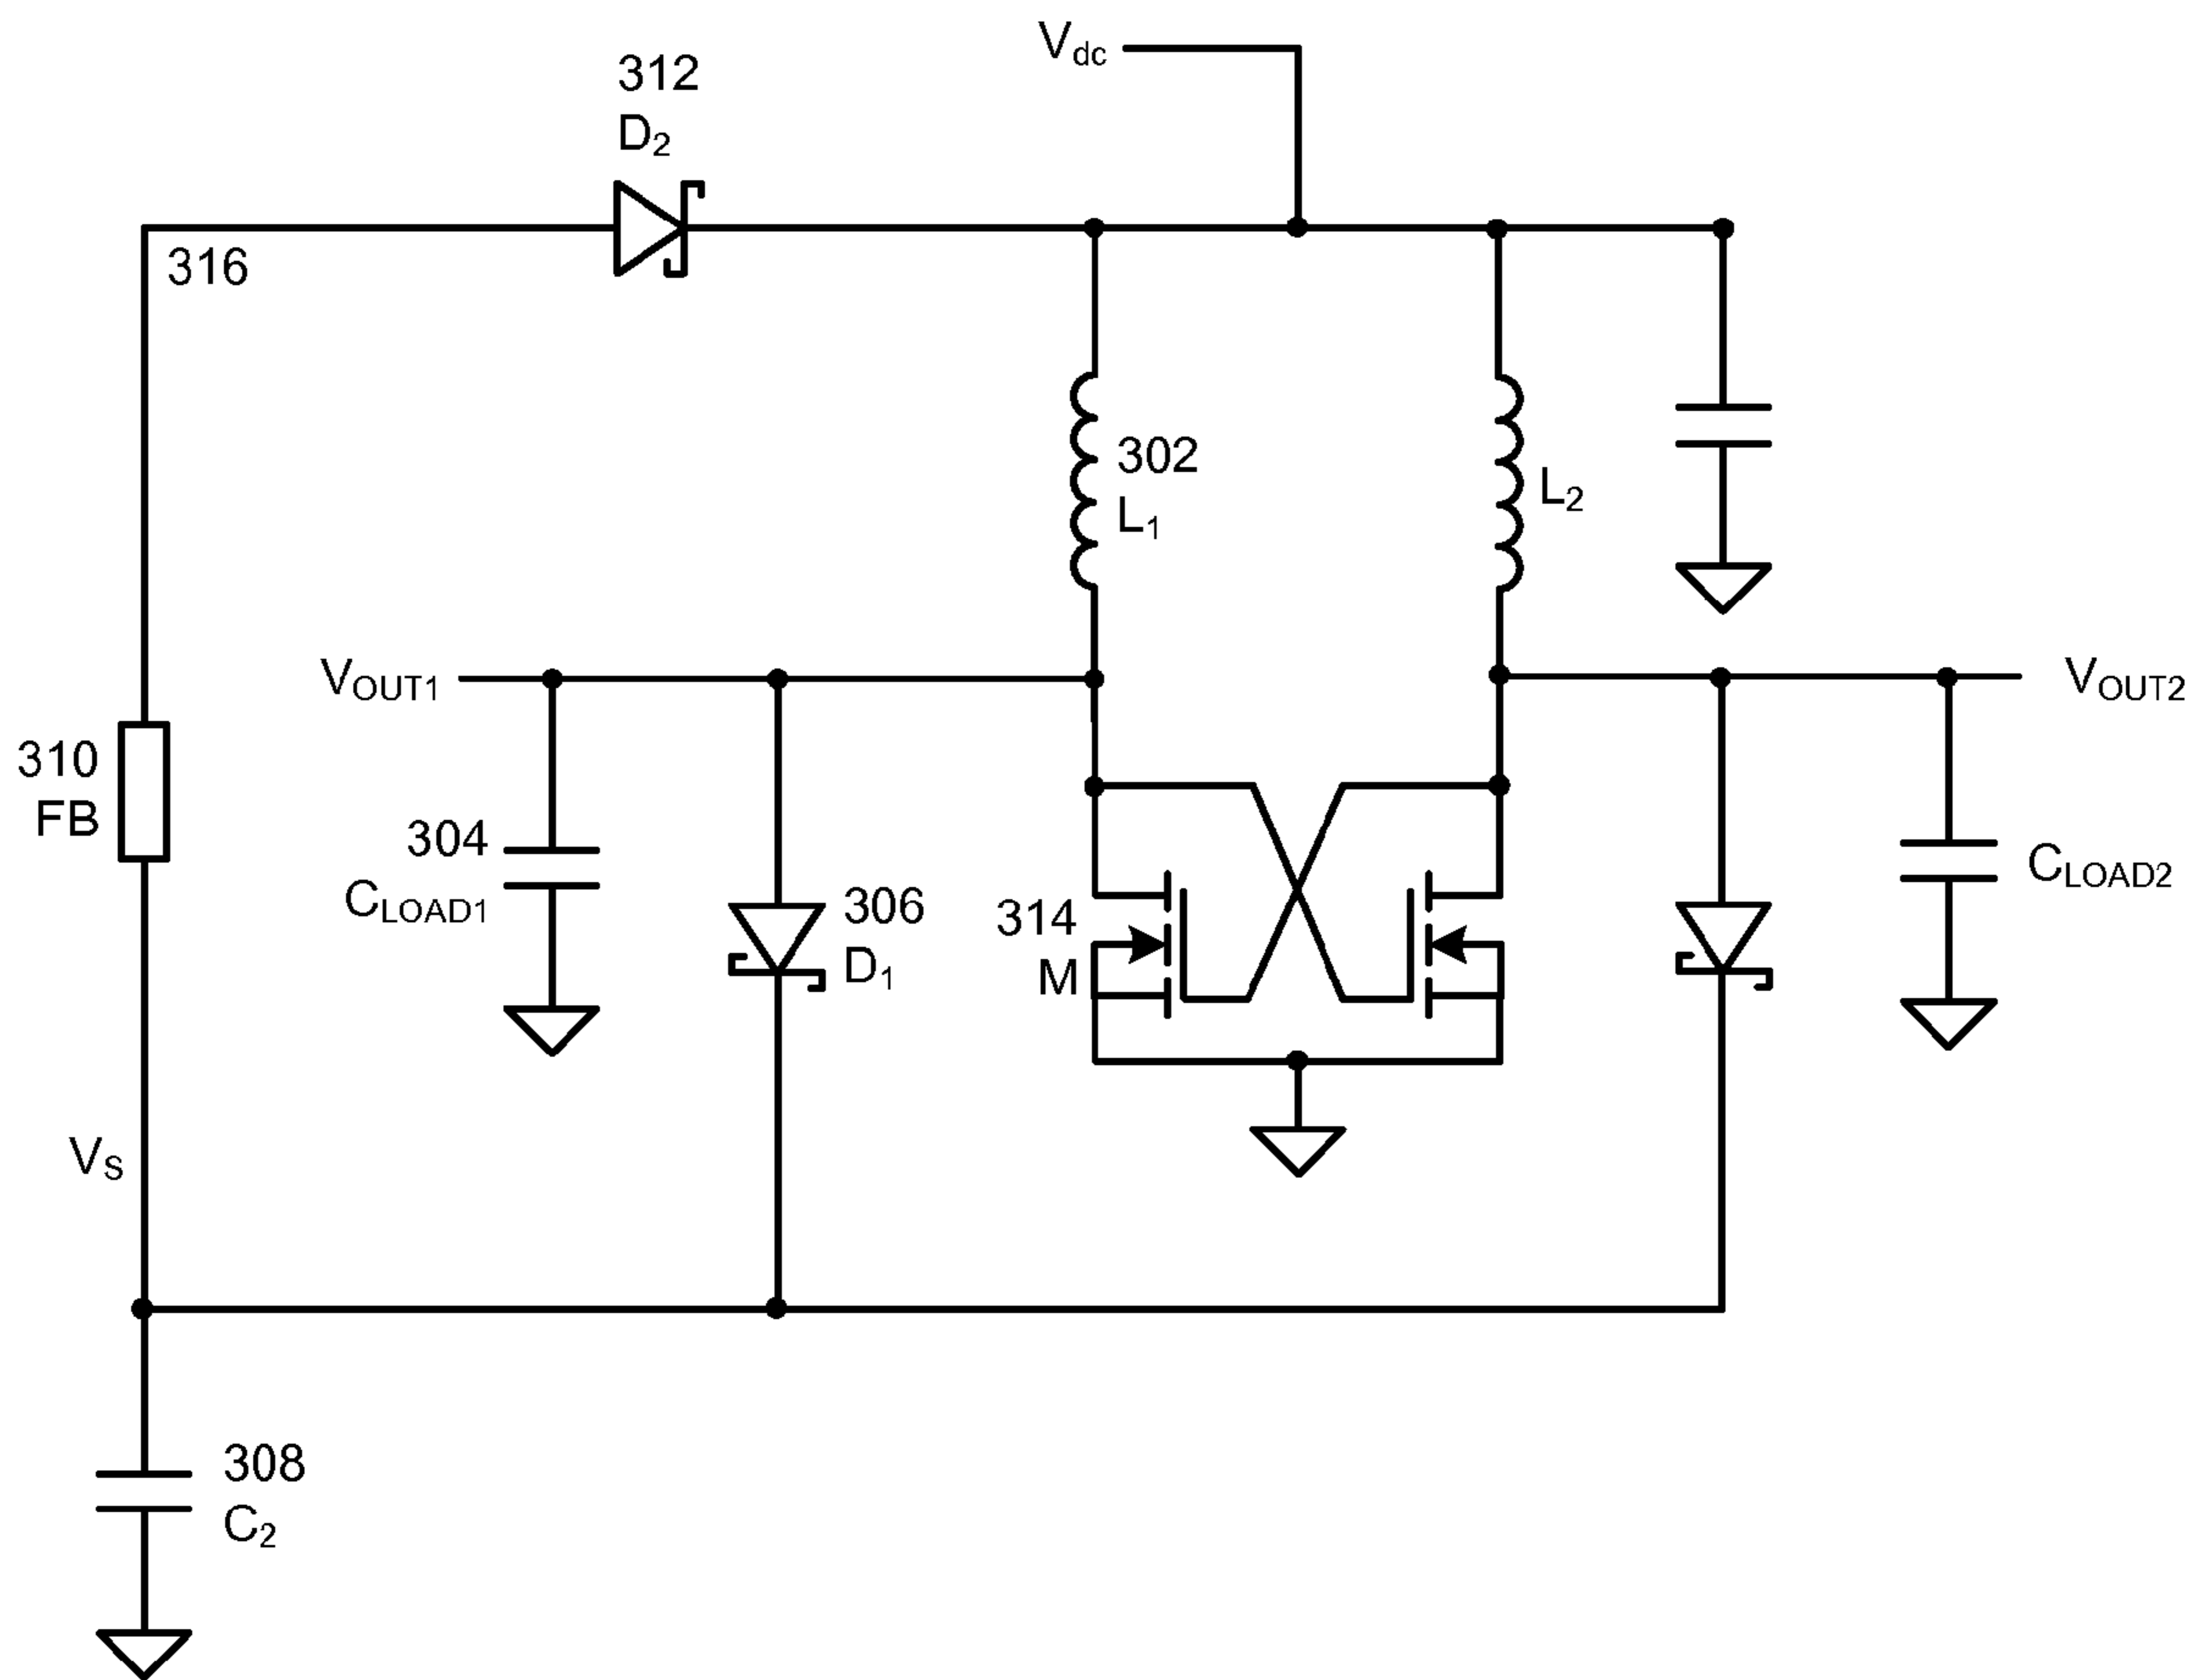 Vdc
312
D2
316
302
L1
L2
VOUT1
VOUT2
310
FB
304
CLOAD1
306
D1
314
M
CLOAD2
VS
308
C2